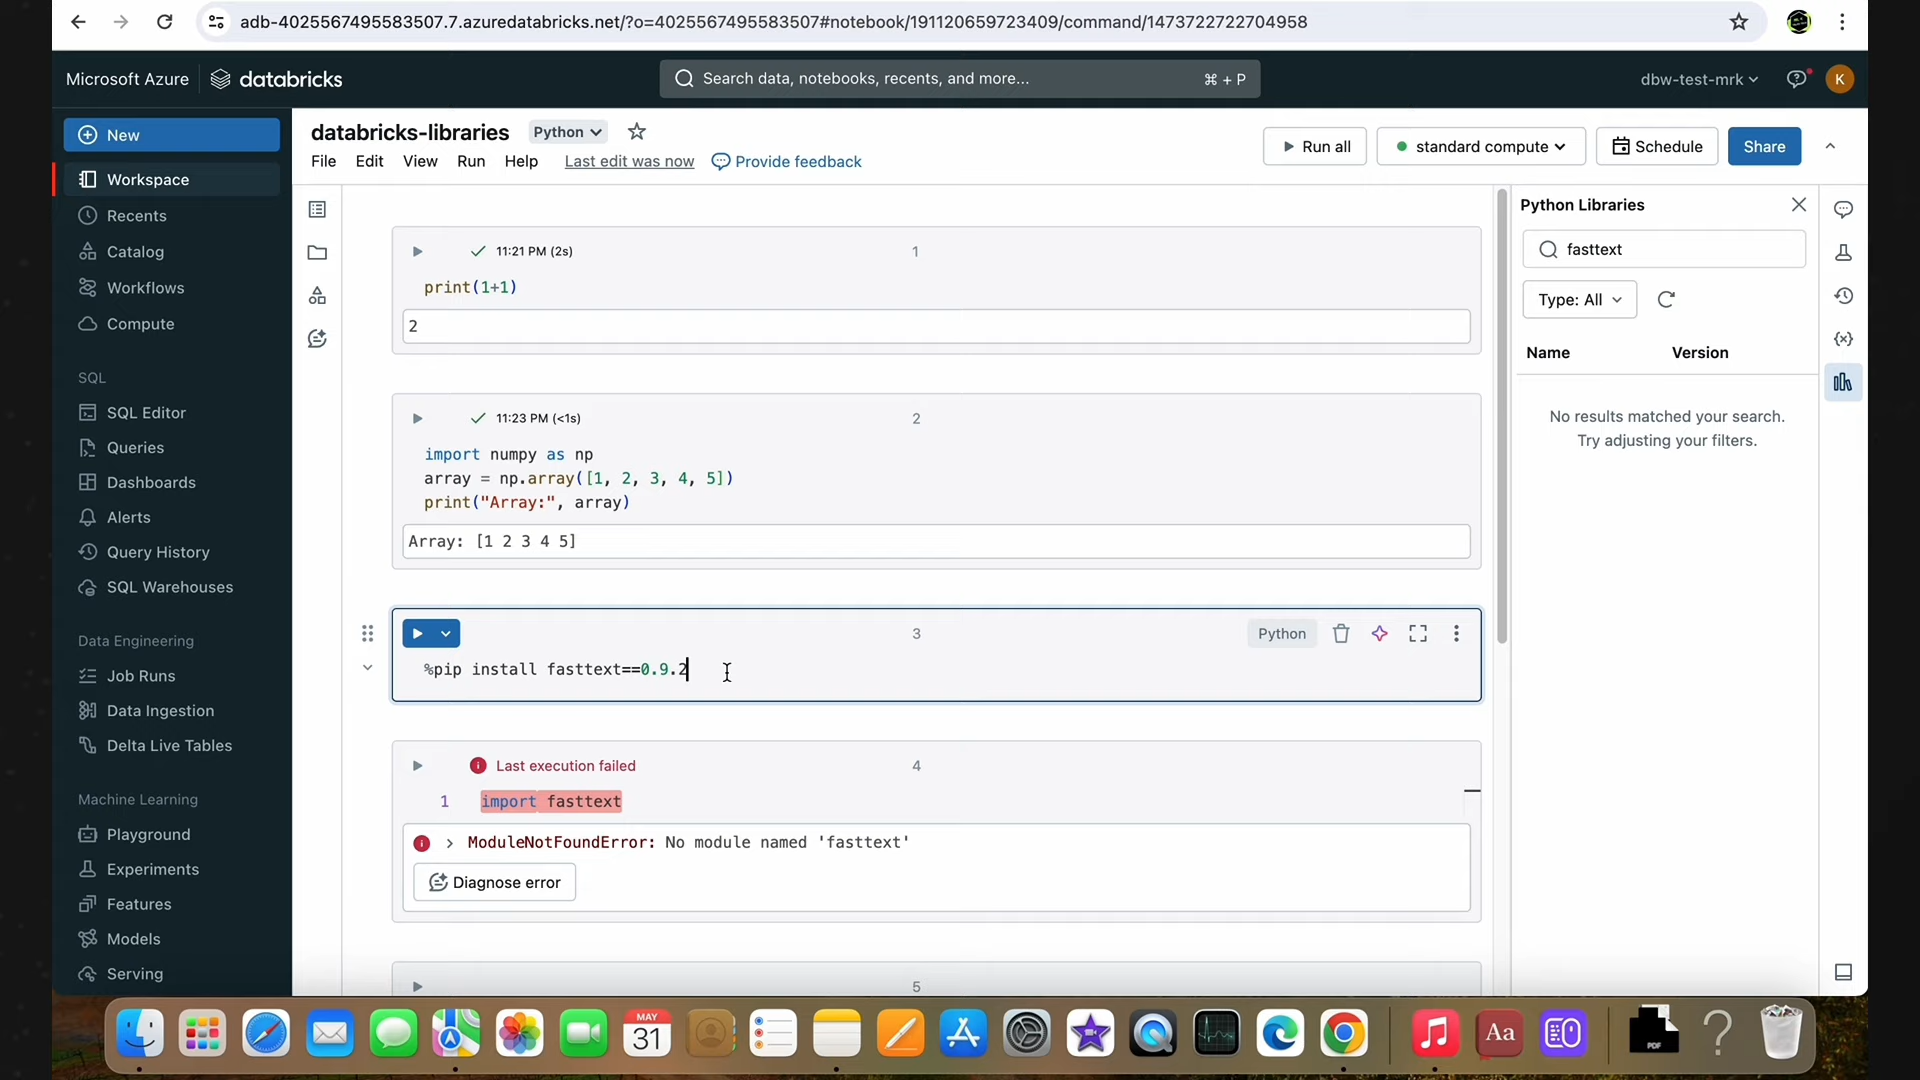 adb-4025567495583507.7.azuredatabricks.net/?o=4025567495583507#notebook/191120659723409/command/1473722722704958
Microsoft Azure
databricks
Search data, notebooks, recents, and more...
⌘ + P
dbw-test-mrk
K
New
Workspace
Recents
Catalog
Workflows
Compute
SQL
SQL Editor
Queries
Dashboards
Alerts
Query History
SQL Warehouses
Data Engineering
Job Runs
Data Ingestion
Delta Live Tables
Machine Learning
Playground
Experiments
Features
Models
Serving
databricks-libraries
Python
File Edit View Run Help Last edit was now Provide feedback
Run all
standard compute
Schedule
Share
11:21 PM (2s)
1
print(1+1)
2
11:23 PM (<1s)
2
import numpy as np
array = np.array([1, 2, 3, 4, 5])
print("Array:", array)
Array: [1 2 3 4 5]
3
Python
%pip install fasttext==0.9.2
Last execution failed
4
1 import fasttext
ModuleNotFoundError: No module named 'fasttext'
Diagnose error
5
Python Libraries
fasttext
Type: All
Name Version
No results matched your search.
Try adjusting your filters.
MAY
31
Aa
PDF